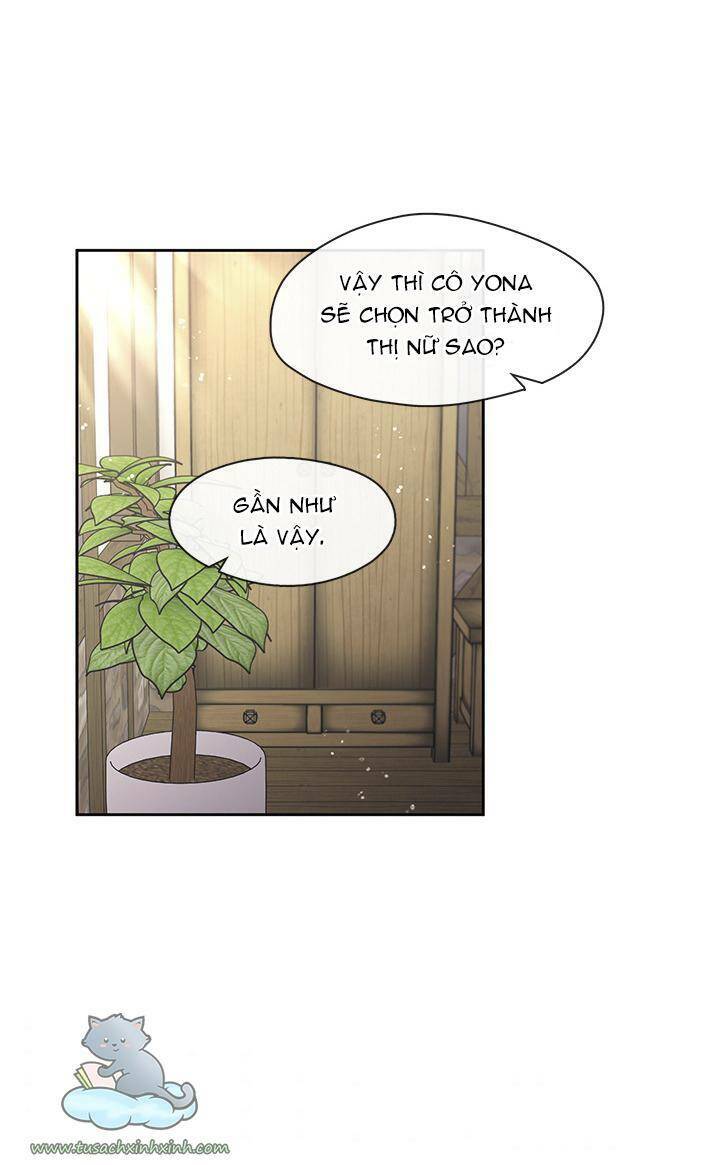 VẬY THÌ CÔ YONA
SẼ CHỌN TRỞ THÀNH
THỊ NỮ SAO?
GẦN NHƯ
LÀ VẬY.
www.tusachxinhxinh.com